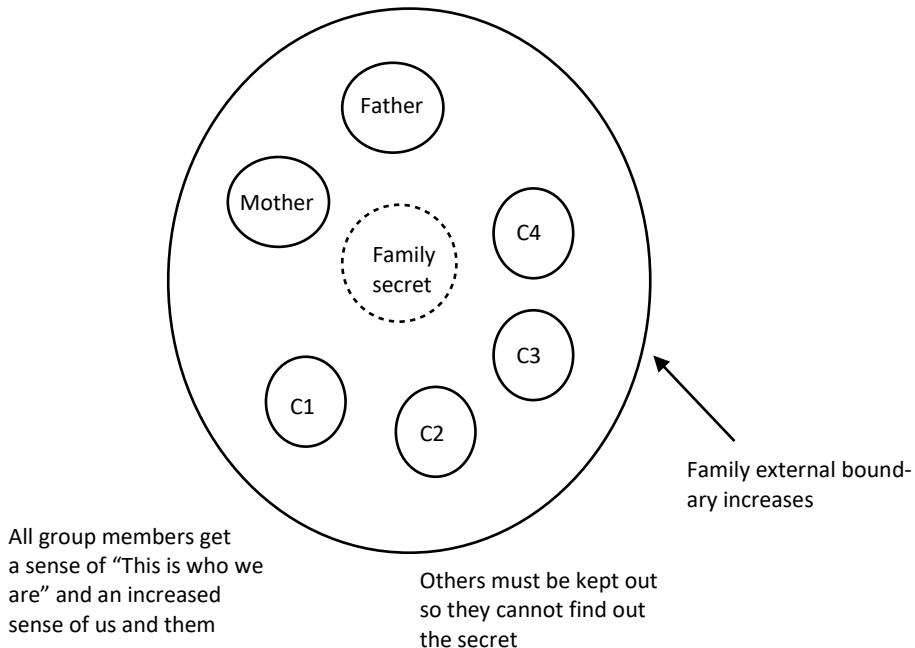 Father
Mother
C4
Family
secret
C3
C1
C2
Family external bound-
ary increases
All group members get
a sense of “This is who we
are” and an increased
sense of us and them
Others must be kept out
so they cannot find out
the secret